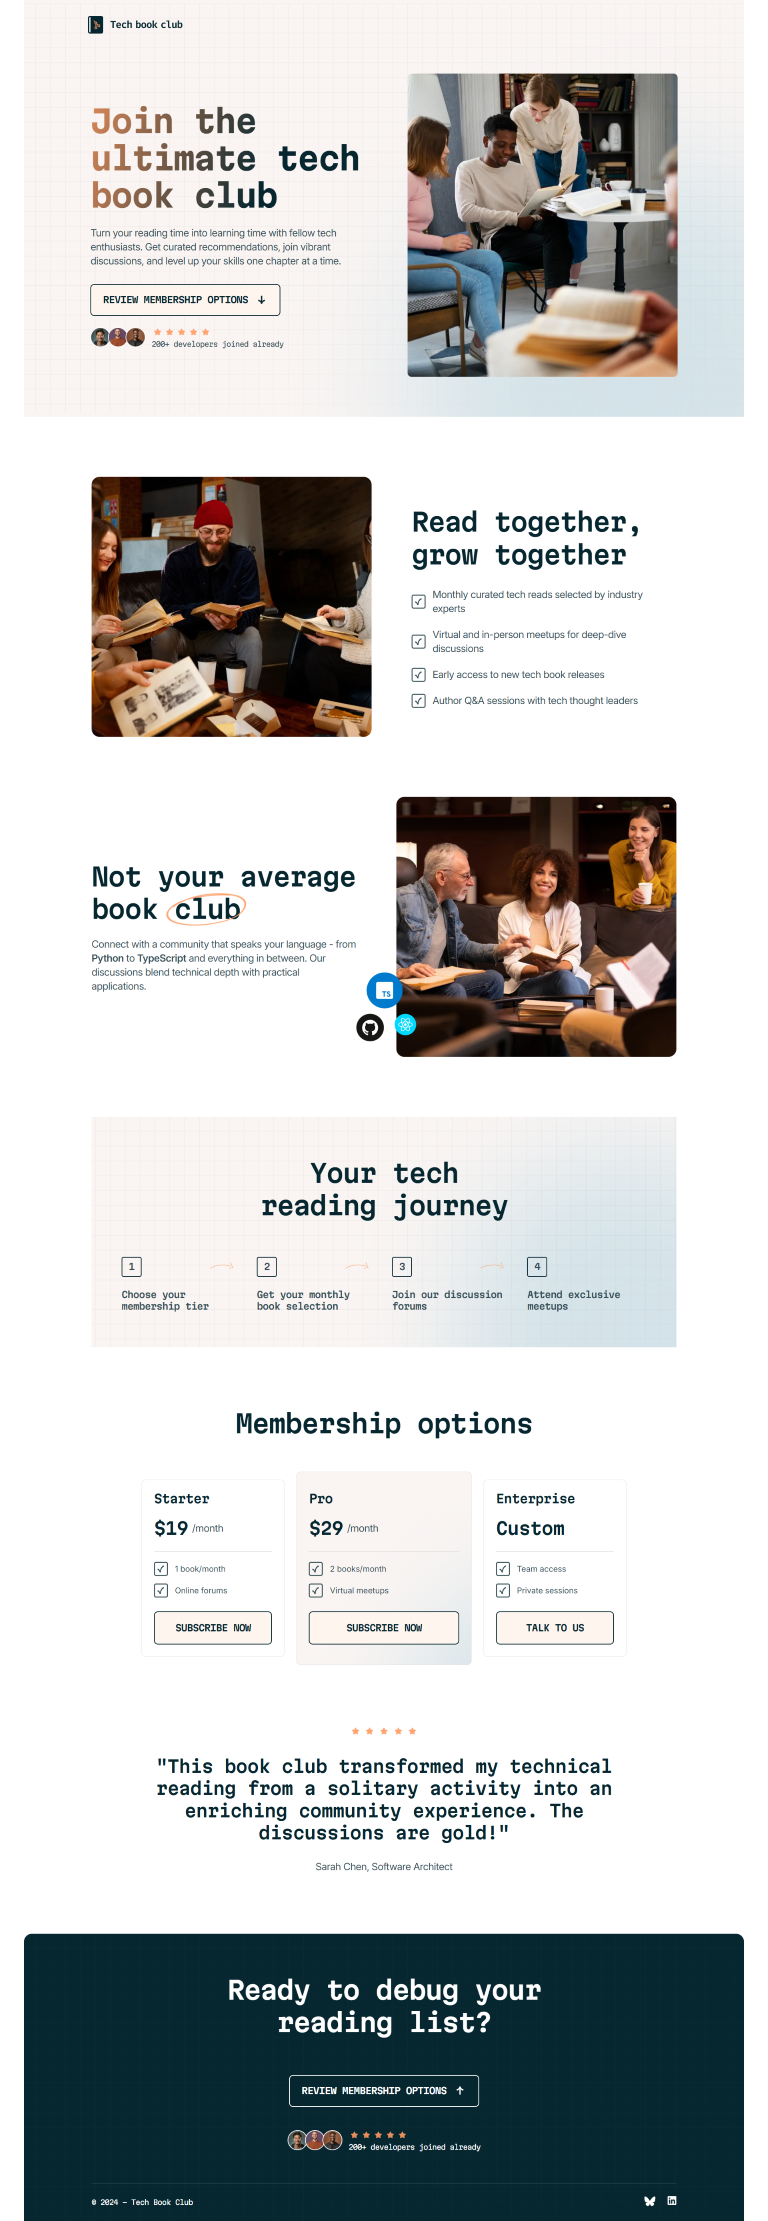 Tech book club
Join the
ultimate tech
book club
Turn your reading time into learning time with fellow tech
enthusiasts. Get curated recommendations, join vibrant
discussions, and level up your skills one chapter at a time.
REVIEW MEMBERSHIP OPTIONS ↓
200+ developers joined already
Read together,
grow together
Monthly curated tech reads selected by industry
experts
Virtual and in-person meetups for deep-dive
discussions
Early access to new tech book releases
Author Q&A sessions with tech thought leaders
Not your average
book club
Connect with a community that speaks your language - from
Python to TypeScript and everything in between. Our
discussions blend technical depth with practical
applications.
TS
Your tech
reading journey
1
Choose your
membership tier
2
Get your monthly
book selection
3
Join our discussion
forums
4
Attend exclusive
meetups
Membership options
Starter
$19 /month
1 book/month
Online forums
SUBSCRIBE NOW
Pro
$29 /month
2 books/month
Virtual meetups
SUBSCRIBE NOW
Enterprise
Custom
Team access
Private sessions
TALK TO US
"This book club transformed my technical
reading from a solitary activity into an
enriching community experience. The
discussions are gold!"
Sarah Chen, Software Architect
Ready to debug your
reading list?
REVIEW MEMBERSHIP OPTIONS ↑
200+ developers joined already
© 2024 - Tech Book Club
in